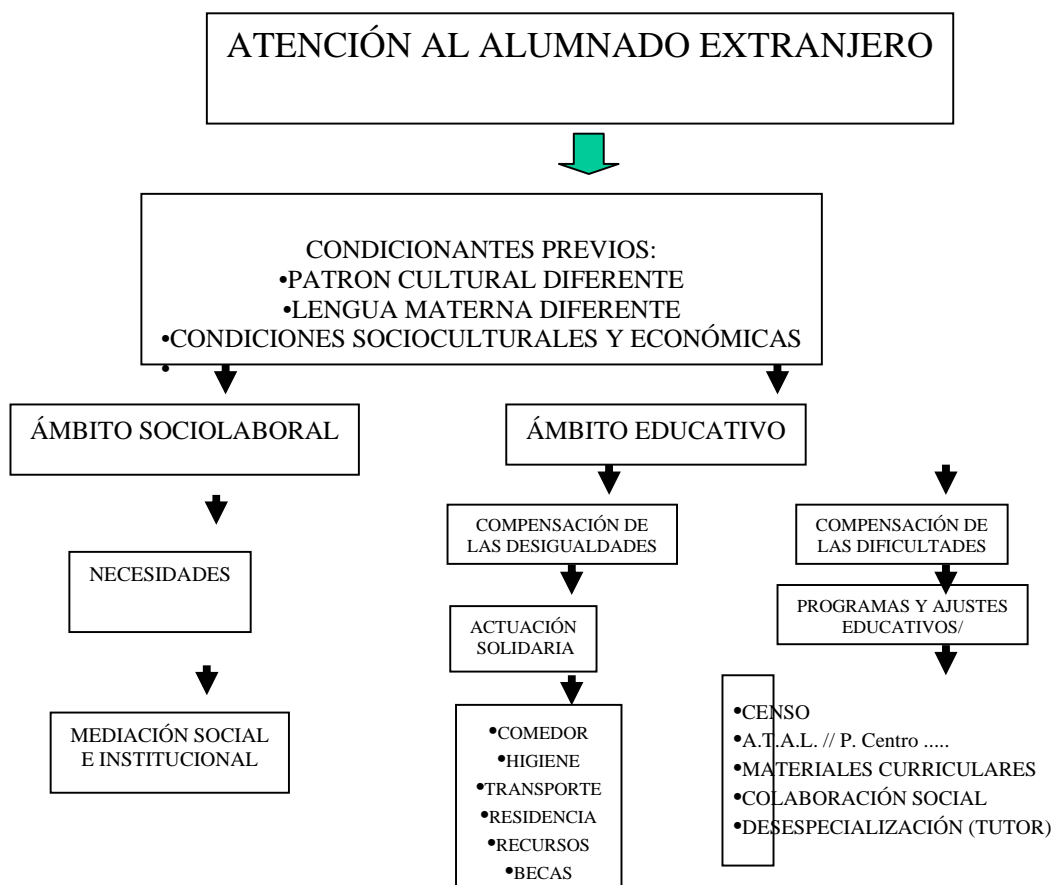 ATENCIÓN AL ALUMNADO EXTRANJERO
CONDICIONANTES PREVIOS:
•PATRON CULTURAL DIFERENTE
•LENGUA MATERNA DIFERENTE
•CONDICIONES SOCIOCULTURALES Y ECONÓMICAS
•
ÁMBITO SOCIOLABORAL
ÁMBITO EDUCATIVO
NECESIDADES
MEDIACIÓN SOCIAL
E INSTITUCIONAL
COMPENSACIÓN DE
LAS DESIGUALDADES
ACTUACIÓN
SOLIDARIA
•COMEDOR
•HIGIENE
•TRANSPORTE
•RESIDENCIA
•RECURSOS
•BECAS
COMPENSACIÓN DE
LAS DIFICULTADES
PROGRAMAS Y AJUSTES
EDUCATIVOS/
•CENSO
•A.T.A.L. // P. Centro .....
•MATERIALES CURRICULARES
•COLABORACIÓN SOCIAL
•DESESPECIALIZACIÓN (TUTOR)